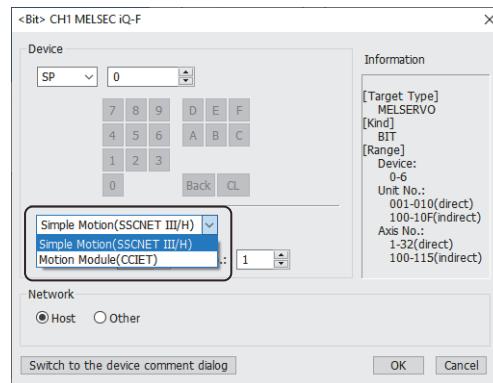 <Bit> CH1 MELSEC iQ-F
Device
SP
0
7 8 9 D E F
4 5 6 A B C
1 2 3
0 Back CL
Simple Motion(SSCNET III/H)
Simple Motion(SSCNET III/H)
Motion Module(CCIET)
.: 1
Information
[Target Type]
MELSERVO
[Kind]
BIT
[Range]
Device:
0-6
Unit No.:
001-010(direct)
100-10F(indirect)
Axis No.:
1-32(direct)
100-115(indirect)
Network
Host Other
Switch to the device comment dialog
OK Cancel